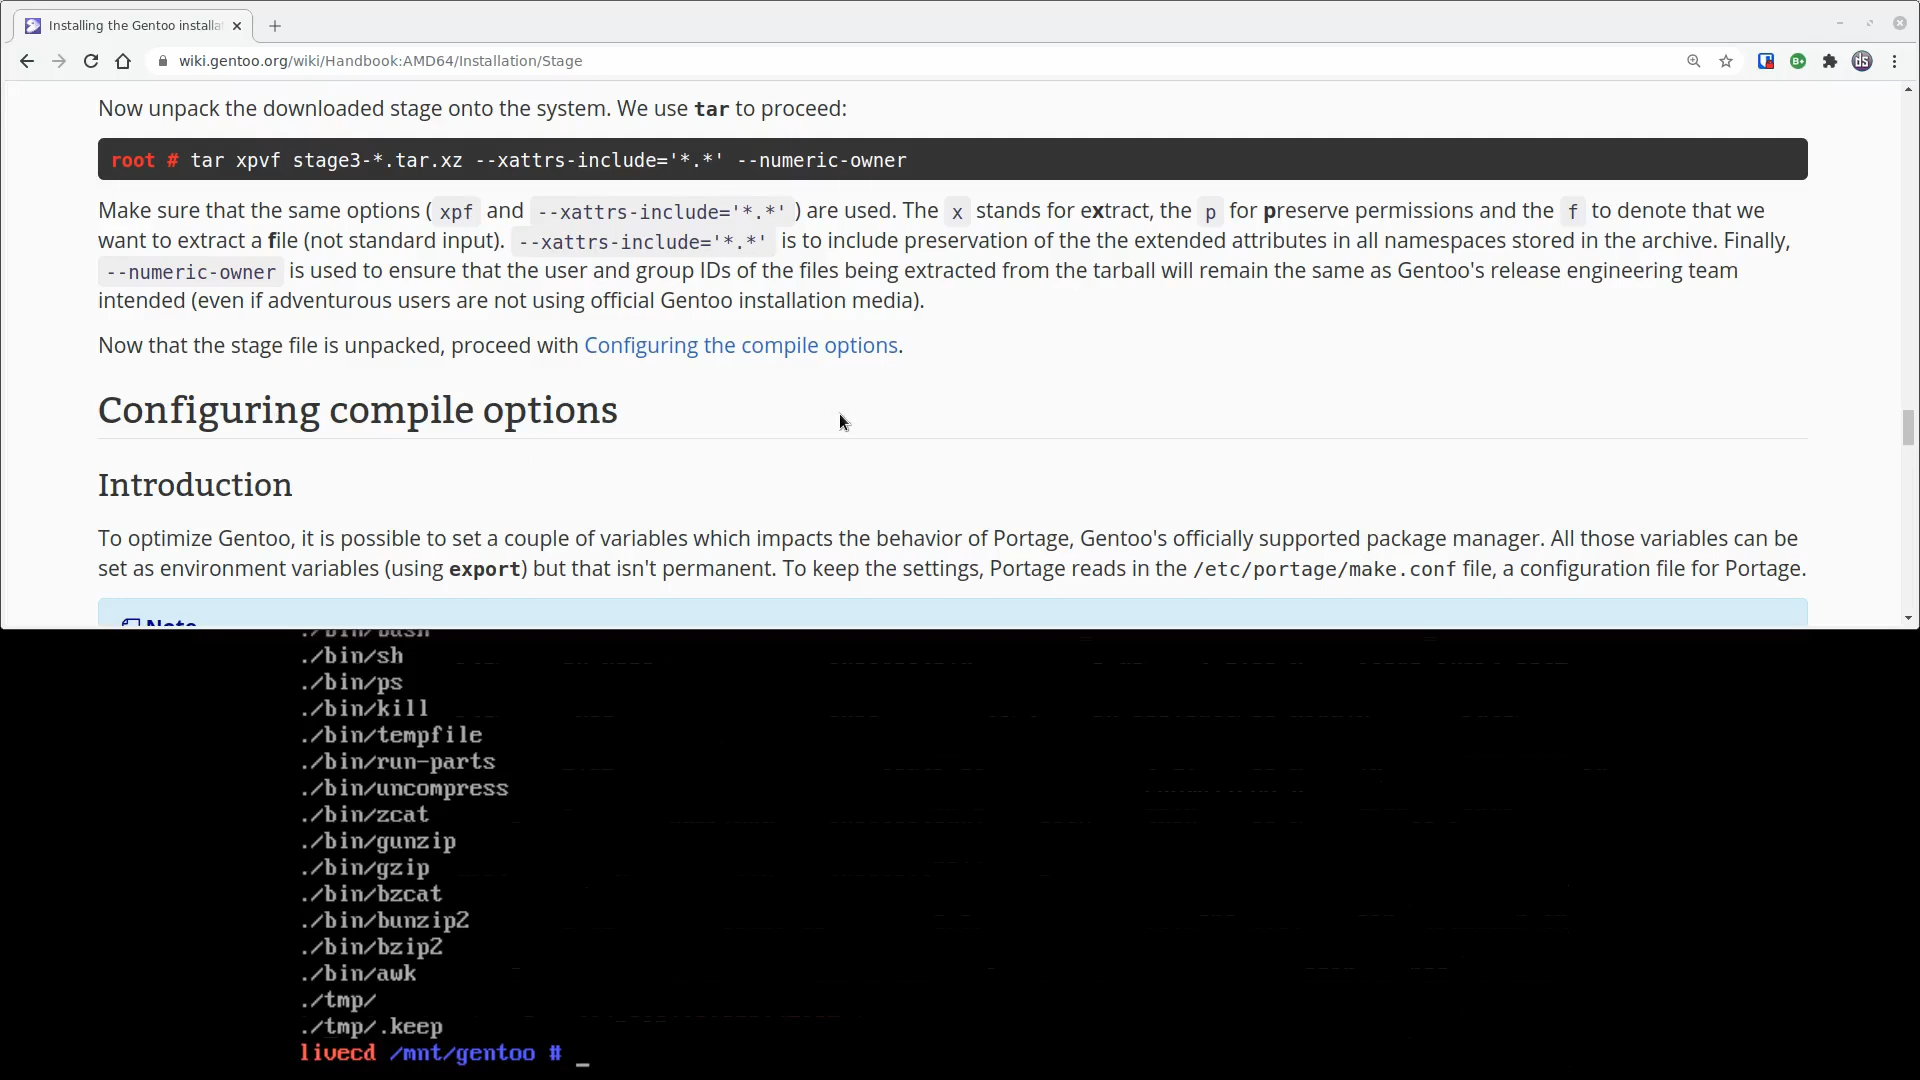 Installing the Gentoo installa
wiki.gentoo.org/wiki/Handbook:AMD64/Installation/Stage
Now unpack the downloaded stage onto the system. We use tar to proceed:
root # tar xpvf stage3-*.tar.xz --xattrs-include='*.*' --numeric-owner
Make sure that the same options ( xpf and --xattrs-include='*.*' ) are used. The x stands for extract, the p for preserve permissions and the f to denote that we
want to extract a file (not standard input). --xattrs-include='*.*' is to include preservation of the the extended attributes in all namespaces stored in the archive. Finally,
--numeric-owner is used to ensure that the user and group IDs of the files being extracted from the tarball will remain the same as Gentoo's release engineering team
intended (even if adventurous users are not using official Gentoo installation media).
Now that the stage file is unpacked, proceed with Configuring the compile options.
Configuring compile options
Introduction
To optimize Gentoo, it is possible to set a couple of variables which impacts the behavior of Portage, Gentoo's officially supported package manager. All those variables can be
set as environment variables (using export) but that isn't permanent. To keep the settings, Portage reads in the /etc/portage/make.conf file, a configuration file for Portage.
Note
./bin/bash
./bin/sh
./bin/ps
./bin/kill
./bin/tempfile
./bin/run-parts
./bin/uncompress
./bin/zcat
./bin/gunzip
./bin/gzip
./bin/bzcat
./bin/bunzip2
./bin/bzip2
./bin/awk
./tmp/
./tmp/.keep
livecd /mnt/gentoo # _